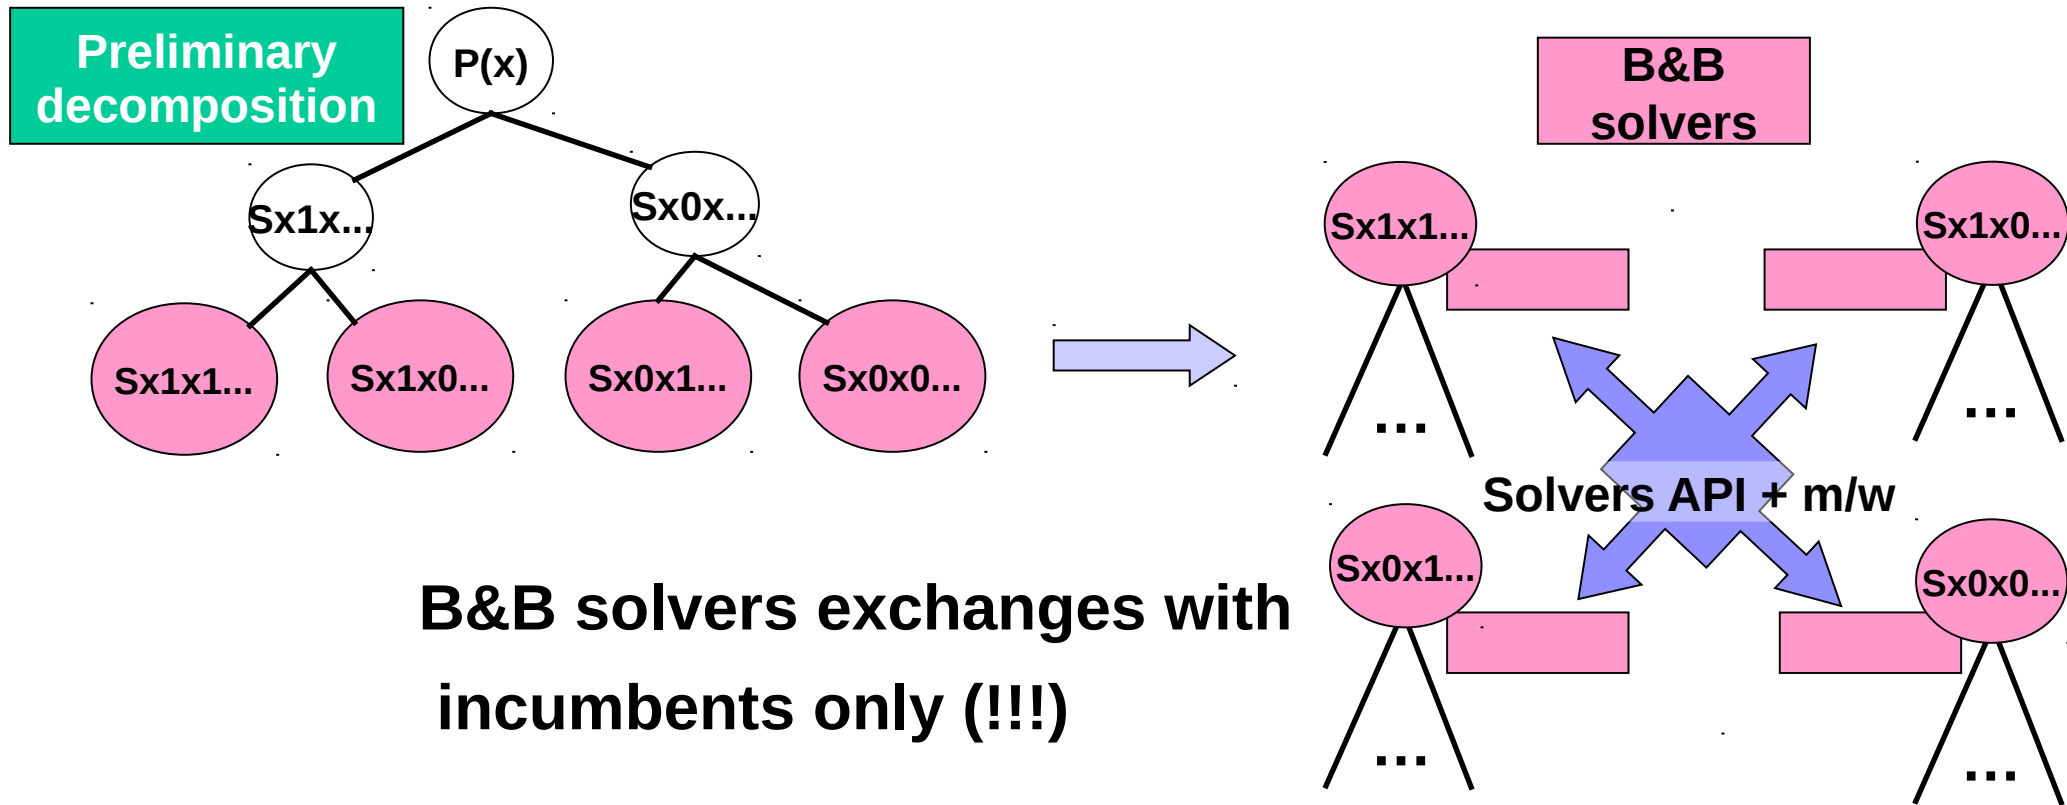 Preliminary
decomposition
P(x)
Sx1x...
Sx0x...
Sx1x1...
Sx1x0...
Sx0x1...
Sx0x0...
B&B
solvers
Sx1x1...
Sx1x0...
...
...
Solvers API + m/w
Sx0x1...
Sx0x0...
...
...
B&B solvers exchanges with
incumbents only (!!!)